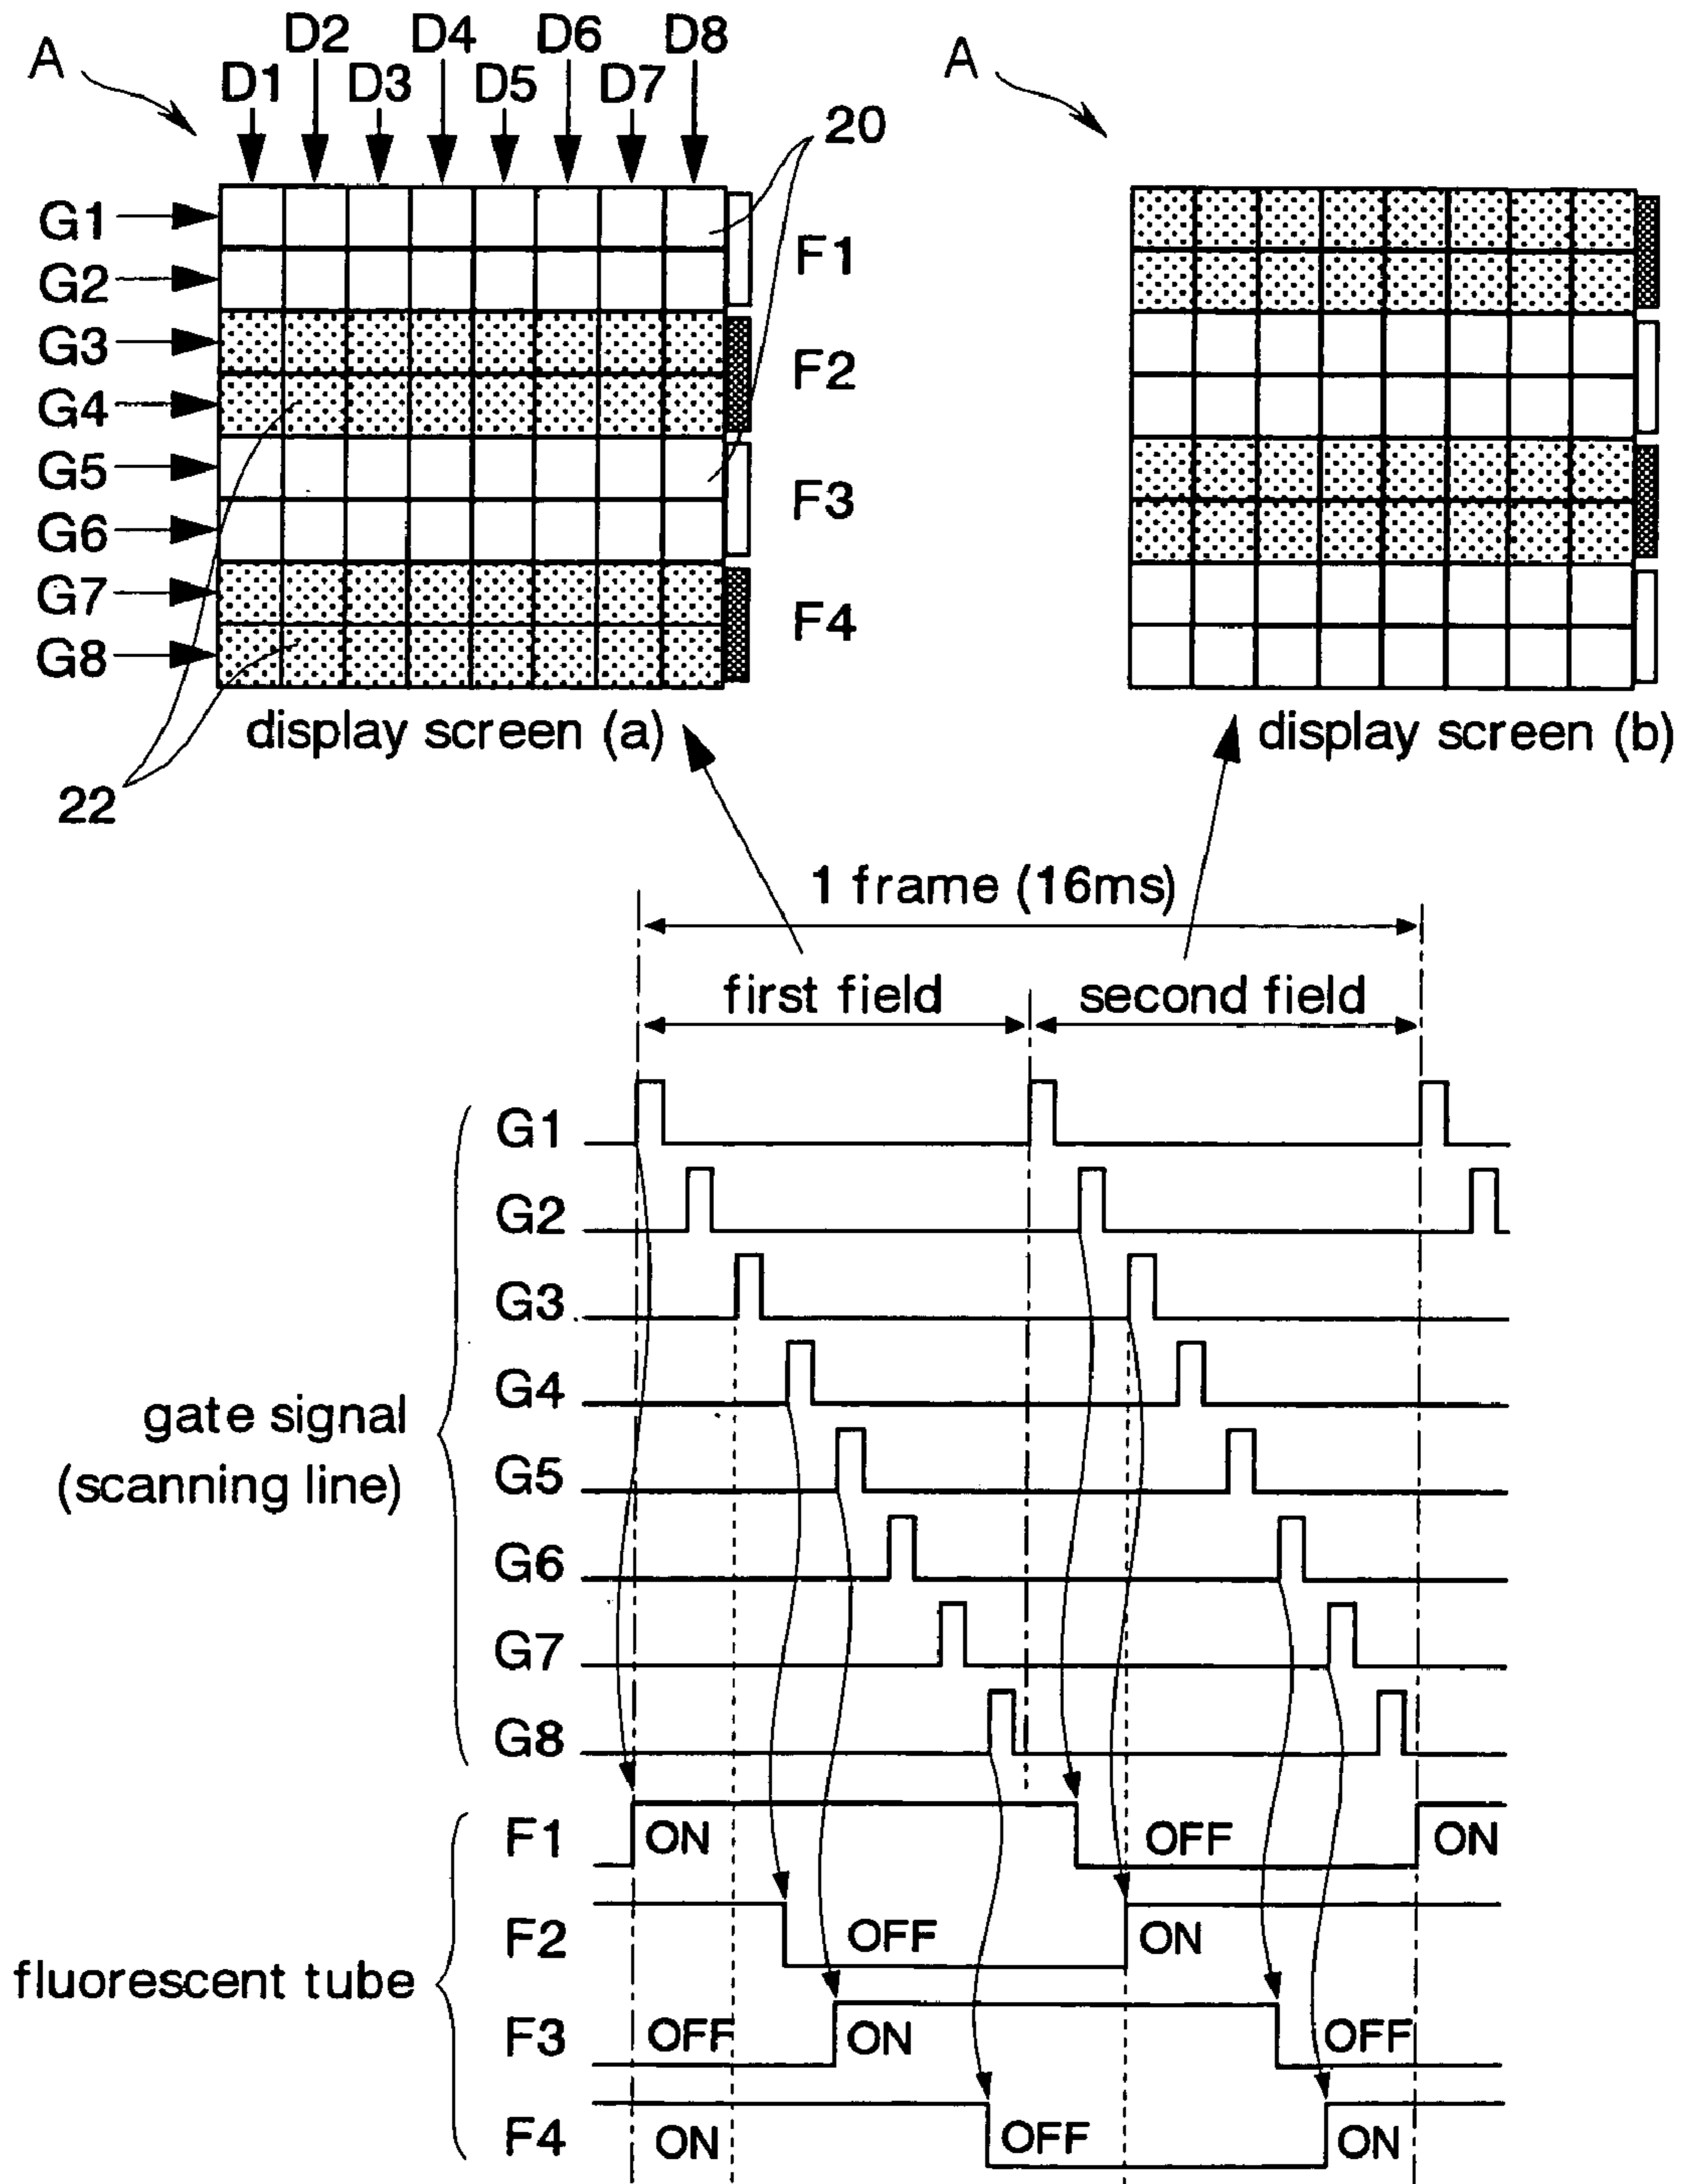 A
D2 D4 D6 D8
D1 D3 D5 D7
A
20
G1
F1
G2
G3
F2
G4
G5
F3
G6
G7
F4
G8
display screen (a)
display screen (b)
22
1 frame (16ms)
first field
second field
G1
G2
G3
G4
gate signal
(scanning line)
G5
G6
G7
G8
F1 ON OFF ON
F2 OFF ON
fluorescent tube
F3 OFF ON OFF
F4 ON OFF ON